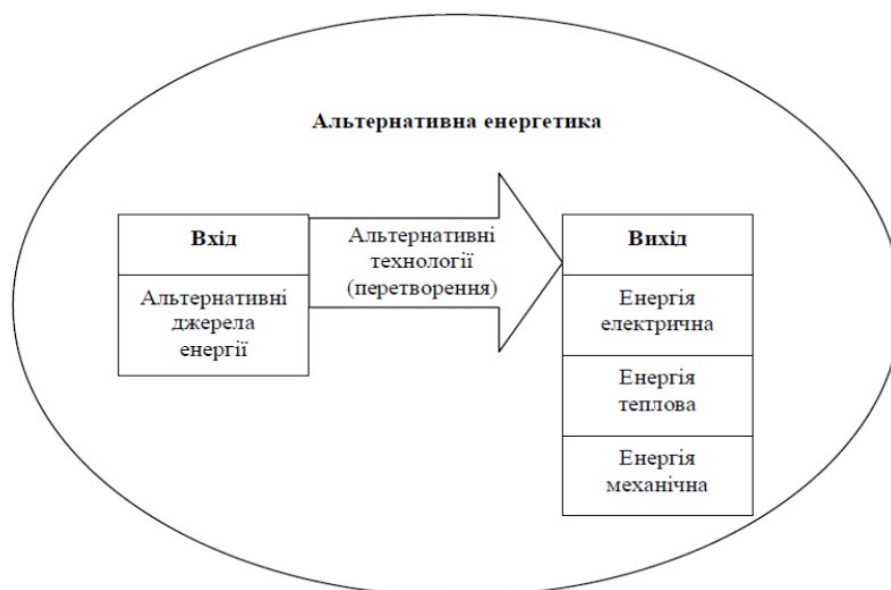 Альтернативна енергетика
Вхід
Альтернативні
джерела
енергії
Альтернативні
технології
(перетворення)
Вихід
Енергія
електрична
Енергія
теплова
Енергія
механічна